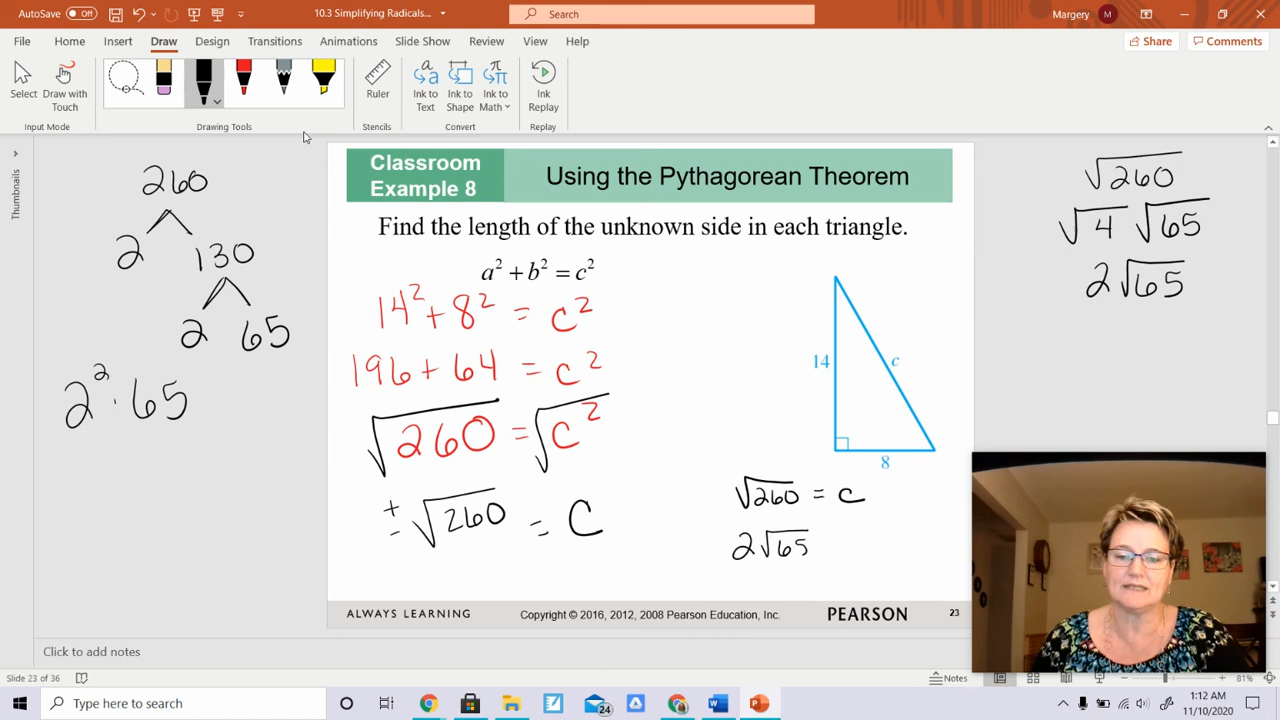 AutoSave Off 10.3 Simplifying Radicals... Search Margery M
File Home Insert Draw Design Transitions Animations Slide Show Review View Help Share Comments
Select Draw with Touch Ruler Ink to Text Ink to Shape Ink to Math Ink Replay
Input Mode Drawing Tools Stencils Convert Replay
Thumbnails
260
2 130
2 65
2² · 65
Classroom Example 8
Using the Pythagorean Theorem
Find the length of the unknown side in each triangle.
a² + b² = c²
14² + 8² = c²
196 + 64 = c²
√260 = √c²
± √260 = C
14
c
8
√260 = c
2√65
ALWAYS LEARNING Copyright © 2016, 2012, 2008 Pearson Education, Inc. PEARSON 23
√260
√4 √65
2√65
Click to add notes
Slide 23 of 36 Notes 81%
Type here to search 24 1:12 AM
11/10/2020